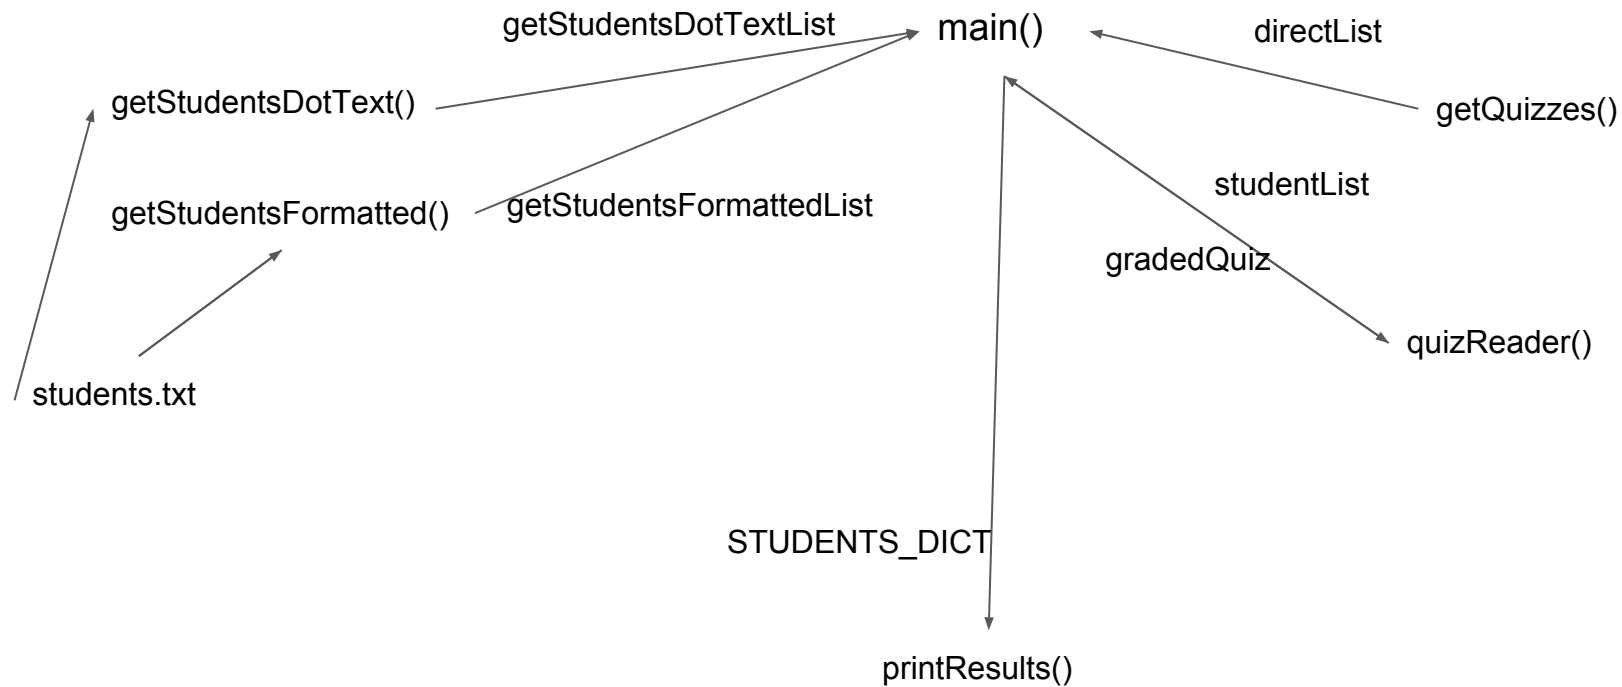 getStudentsDotTextList
main()
directList
getStudentsDotText()
getQuizzes()
studentList
getStudentsFormatted()
getStudentsFormattedList
gradedQuiz
quizReader()
students.txt
STUDENTS_DICT
printResults()